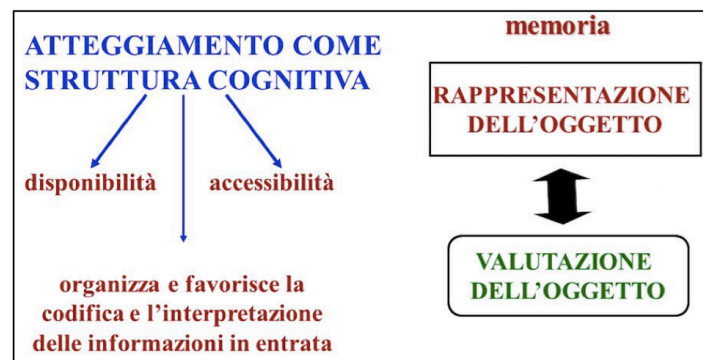 ATTEGGIAMENTO COME
STRUTTURA COGNITIVA
disponibilità
accessibilità
organizza e favorisce la
codifica e l'interpretazione
delle informazioni in entrata
memoria
RAPPRESENTAZIONE
DELL'OGGETTO
VALUTAZIONE
DELL'OGGETTO